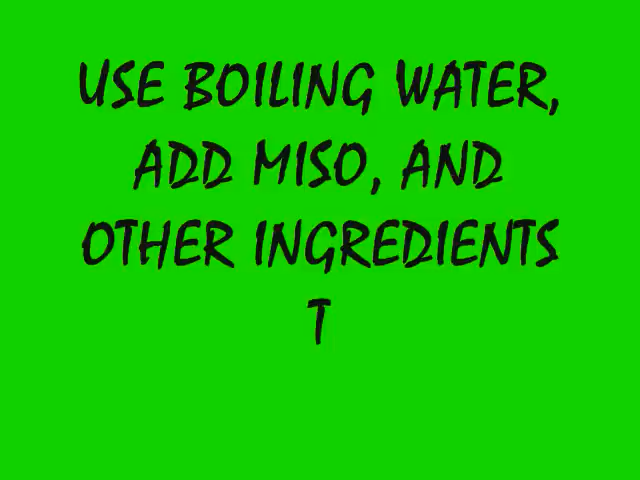 USE BOILING WATER,
ADD MISO, AND
OTHER INGREDIENTS
T